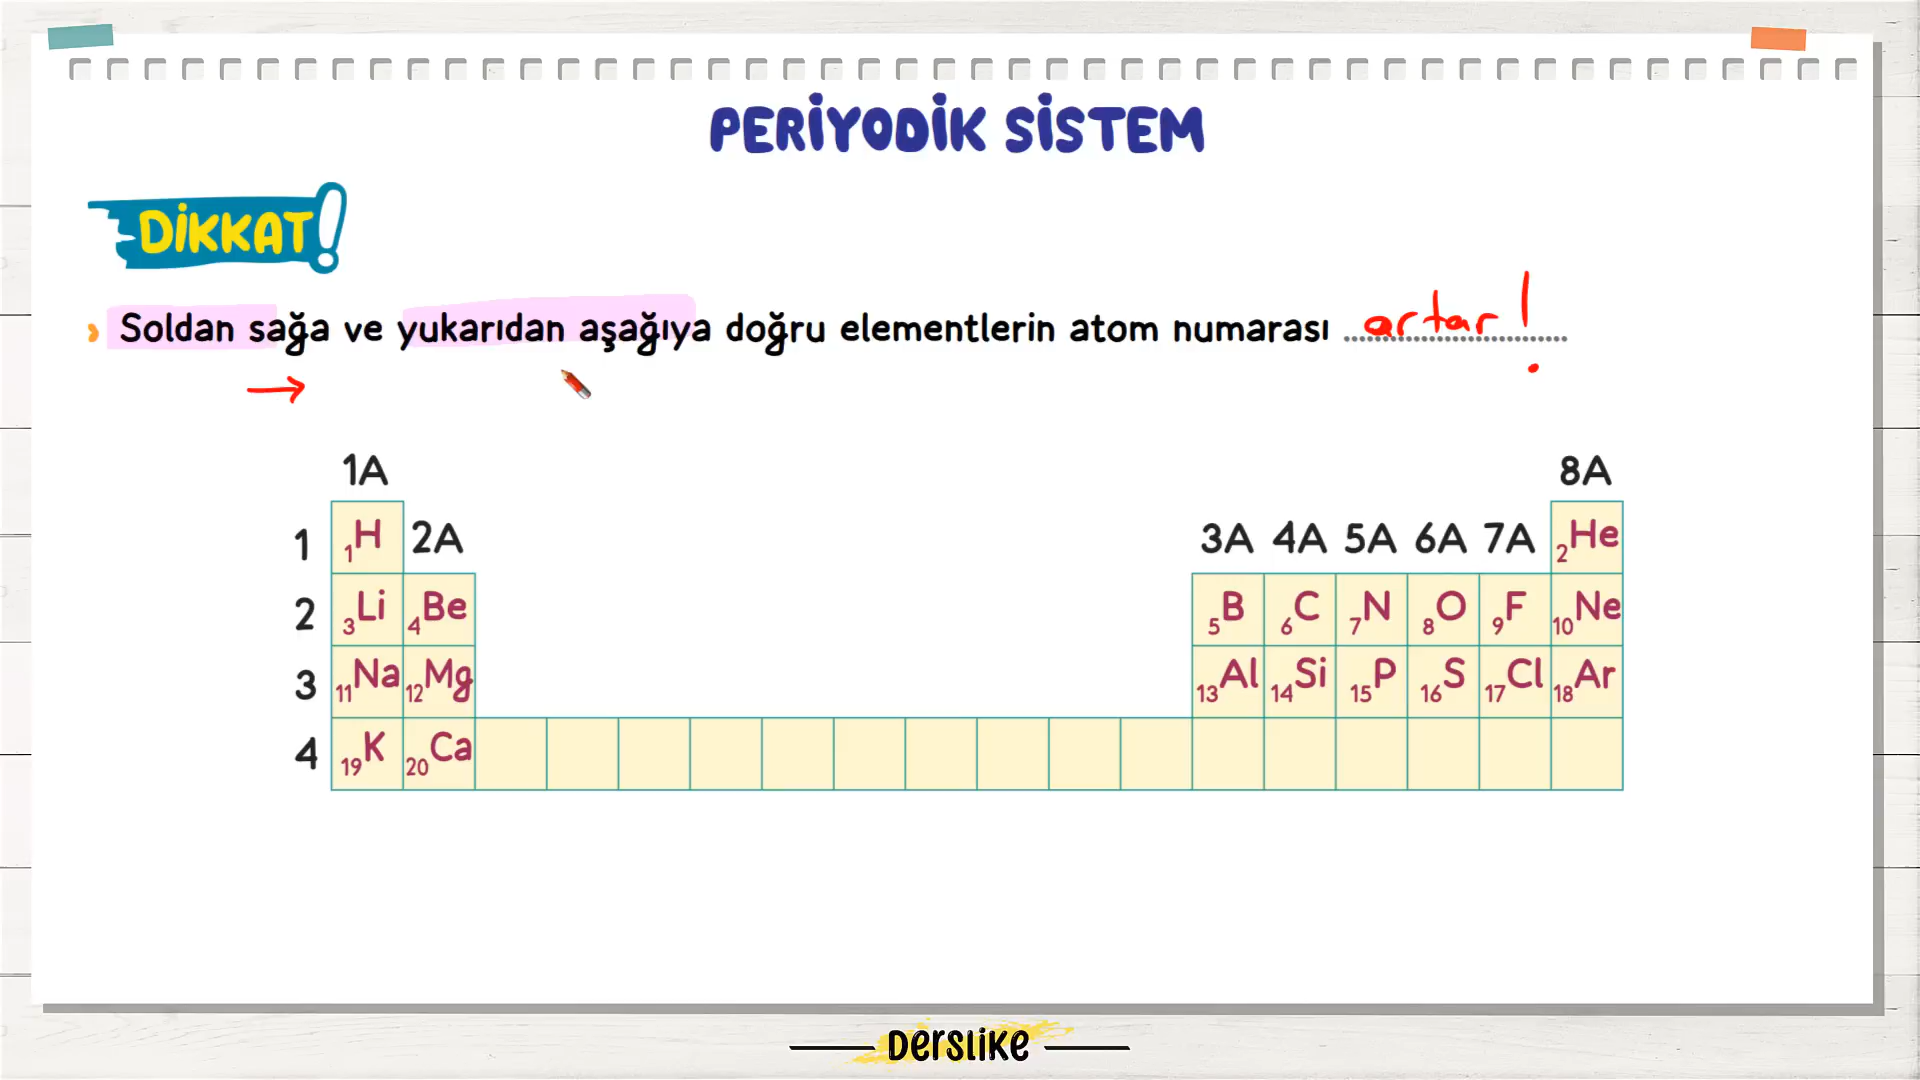 PERİYODİK SİSTEM
DİKKAT!
› Soldan sağa ve yukarıdan aşağıya doğru elementlerin atom numarası artar!
1A 8A
1 1H 2A 3A 4A 5A 6A 7A 2He
2 3Li 4Be 5B 6C 7N 8O 9F 10Ne
3 11Na 12Mg 13Al 14Si 15P 16S 17Cl 18Ar
4 19K 20Ca
DERSLİKE